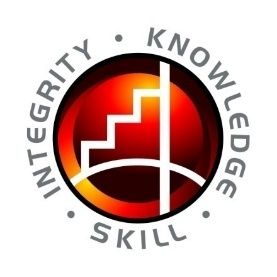 INTEGRITY • KNOWLEDGE • SKILL •